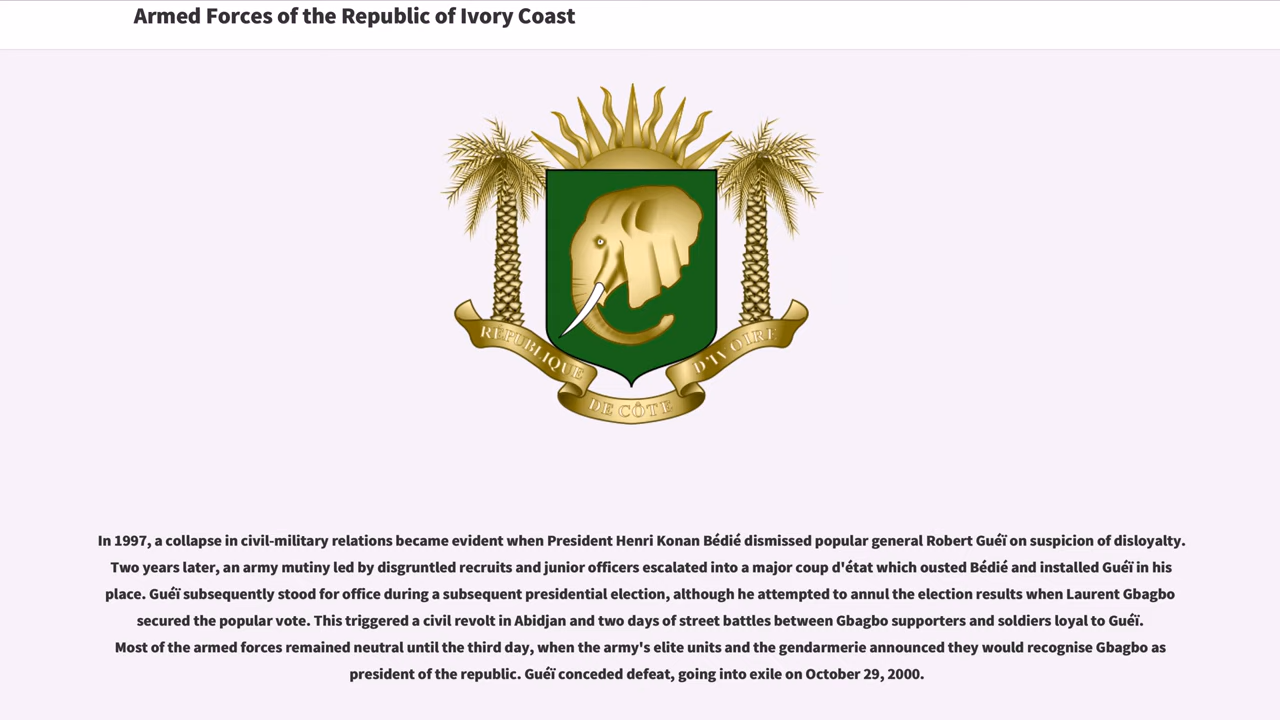 Armed Forces of the Republic of Ivory Coast
REPUBLIQUE
DE CÔTE
D'IVOIRE
In 1997, a collapse in civil-military relations became evident when President Henri Konan Bédié dismissed popular general Robert Guéï on suspicion of disloyalty.
Two years later, an army mutiny led by disgruntled recruits and junior officers escalated into a major coup d'état which ousted Bédié and installed Guéï in his
place. Guéï subsequently stood for office during a subsequent presidential election, although he attempted to annul the election results when Laurent Gbagbo
secured the popular vote. This triggered a civil revolt in Abidjan and two days of street battles between Gbagbo supporters and soldiers loyal to Guéï.
Most of the armed forces remained neutral until the third day, when the army's elite units and the gendarmerie announced they would recognise Gbagbo as
president of the republic. Guéï conceded defeat, going into exile on October 29, 2000.